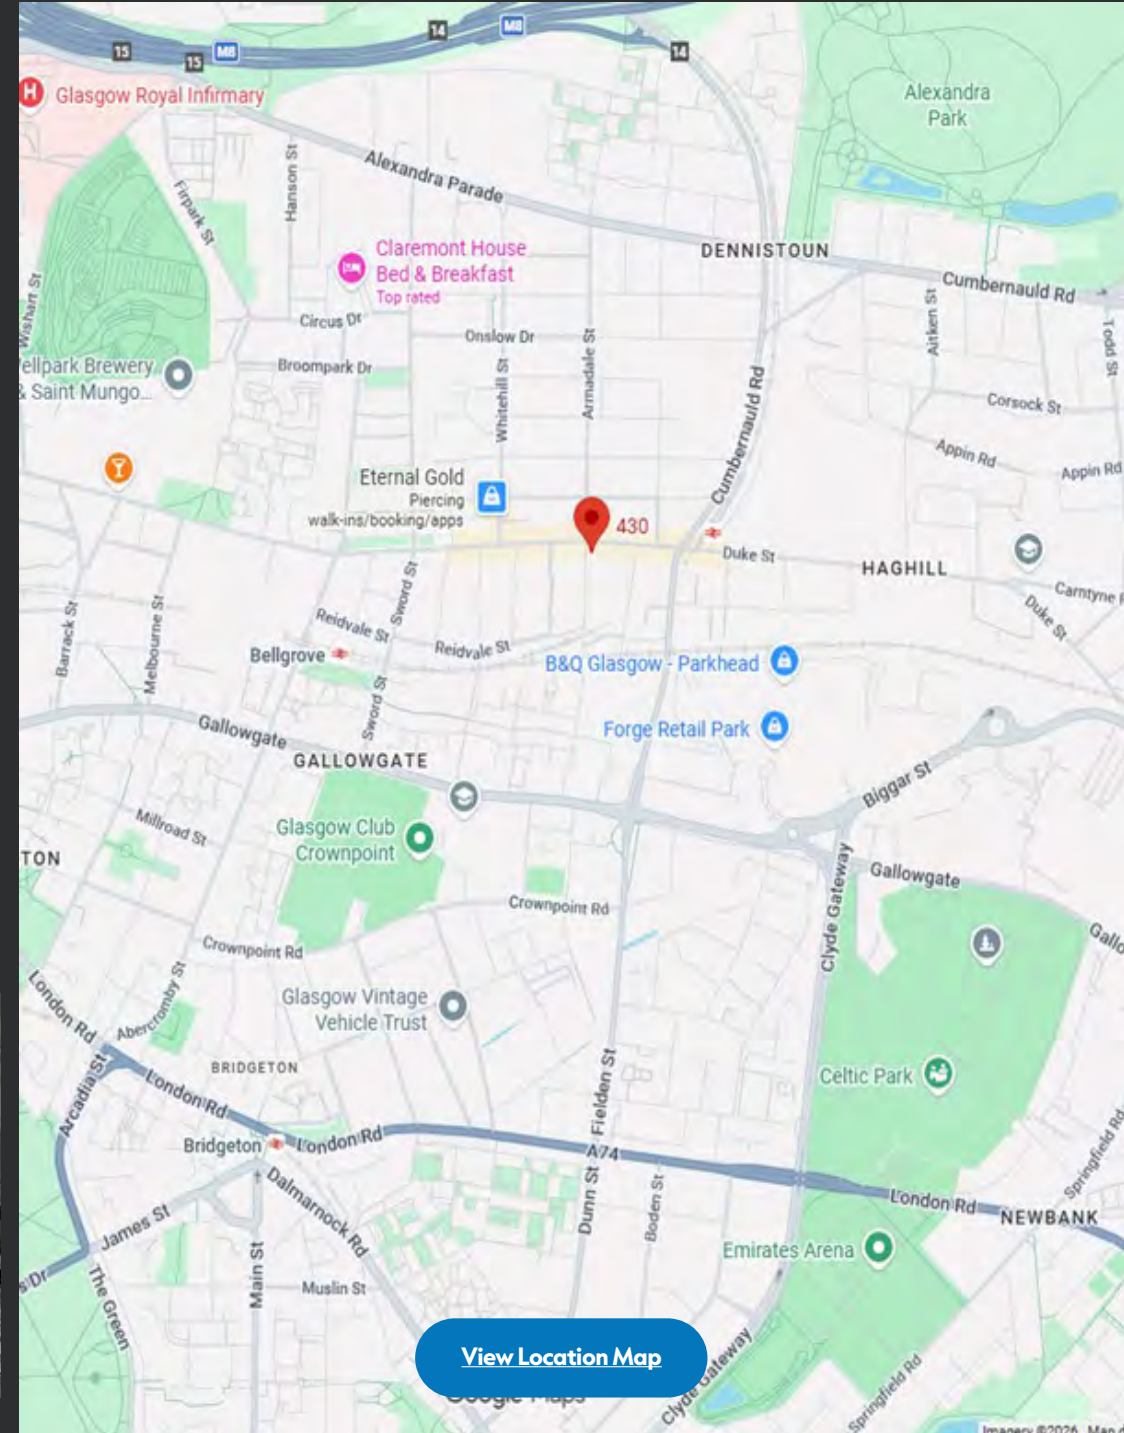 14
M8
15
M8
15
14
H
Glasgow Royal Infirmary
Alexandra
Park
Hanson St
Alexandra Parade
Firpark St
Claremont House
Bed & Breakfast
Top rated
DENNISTOUN
Cumbernauld Rd
Wishart St
Circus Dr
Onslow Dr
Armadale St
Aitken St
Todd St
Broompark Dr
ellpark Brewery
& Saint Mungo...
Whitehill St
Cumbernauld Rd
Corsock St
Appin Rd
Appin Rd
Eternal Gold
Piercing
walk-ins/booking/apps
430
Duke St
HAGHILL
Carntyne
Duke St
Sword St
Barrack St
Melbourne St
Reidvale St
Reidvale St
Bellgrove
B&Q Glasgow - Parkhead
Sword St
Gallowgate
Forge Retail Park
GALLOWGATE
Biggar St
Millroad St
Glasgow Club
Crownpoint
TON
Gallowgate
Clyde Gateway
Crownpoint Rd
Gallo
Crownpoint Rd
London Rd
Abercromby St
Glasgow Vintage
Vehicle Trust
BRIDGETON
Arcadia St
London Rd
Fielden St
Celtic Park
Bridgeton
London Rd
A74
Springfield Rd
Dalmarnock Rd
Dunn St
Boden St
London Rd
NEWBANK
James St
Emirates Arena
s Dr
The Green
Main St
Muslin St
View Location Map
Google Maps
Clyde Gateway
Springfield Rd
Imagery ©2026 Map d